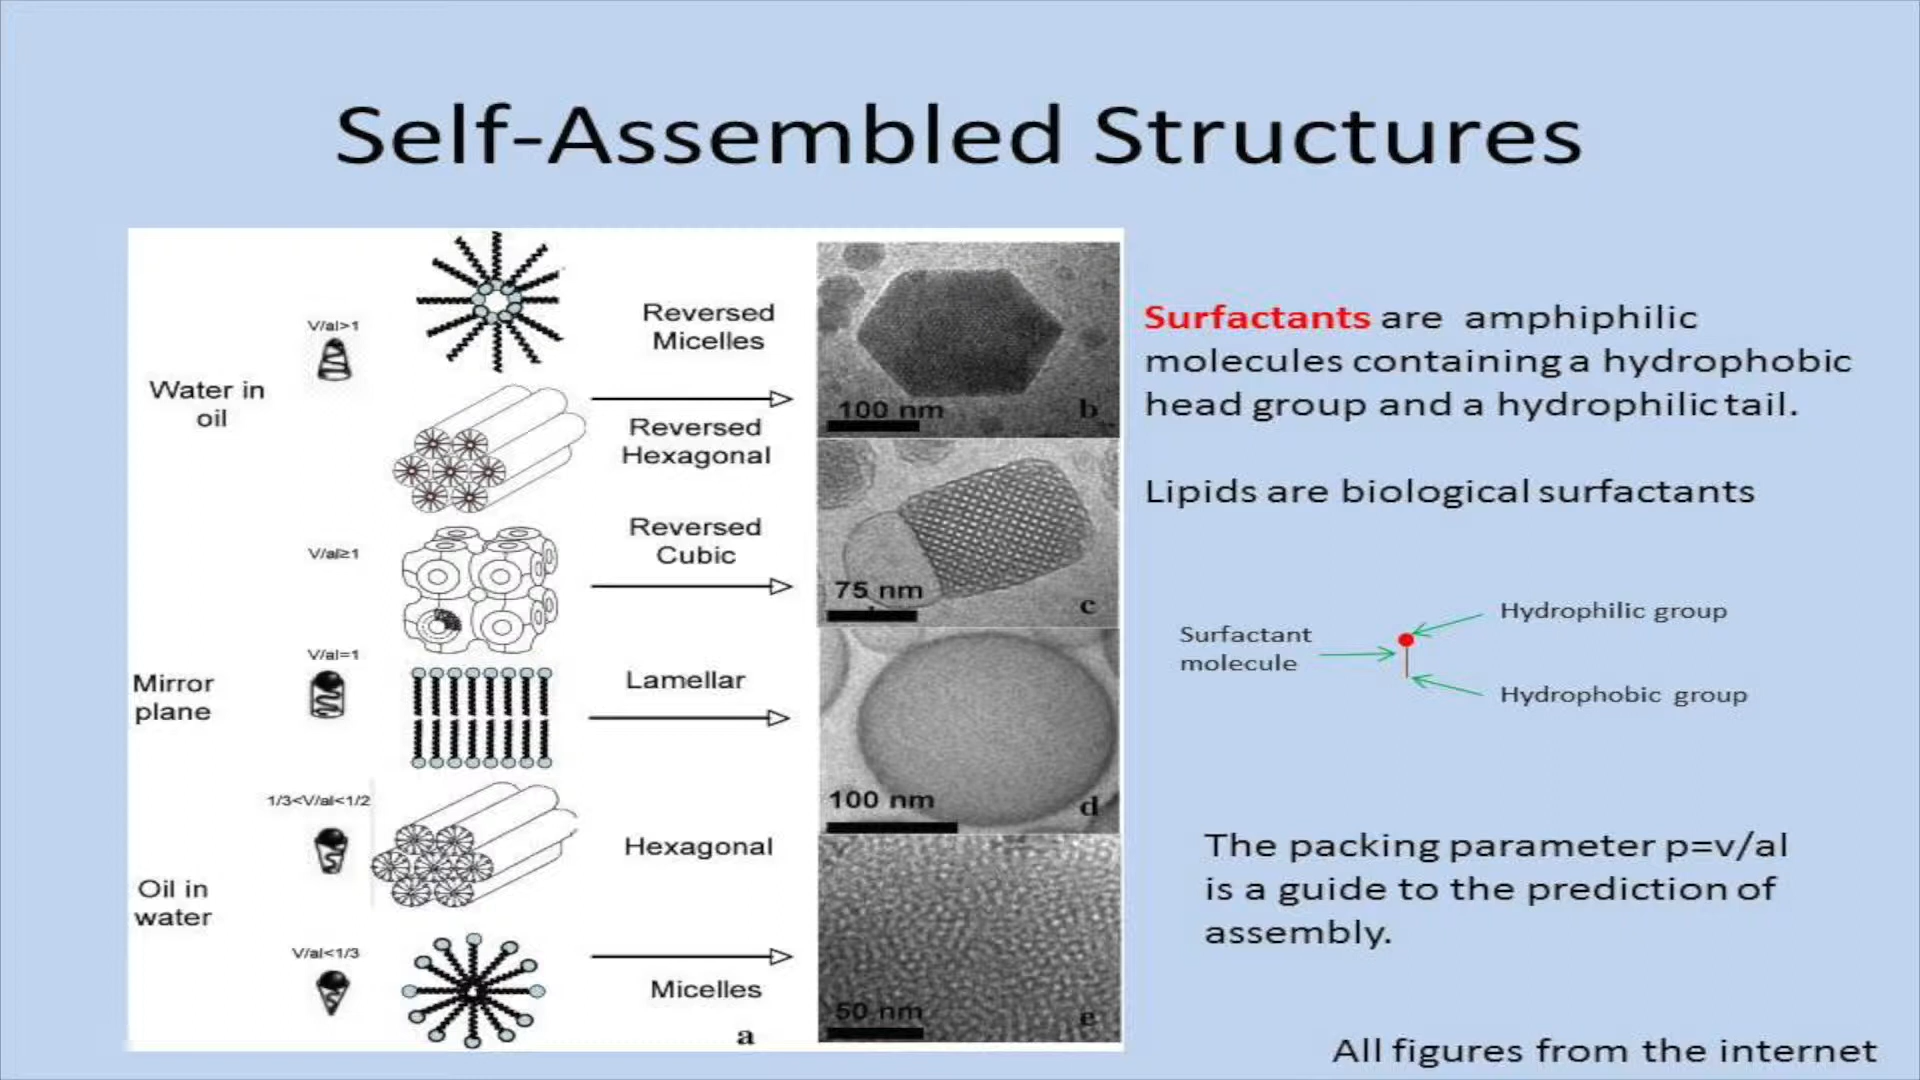 Self-Assembled Structures
Water in
oil
V/al>1
Reversed
Micelles
100 nm
b
Reversed
Hexagonal
V/al≥1
Reversed
Cubic
75 nm
c
Mirror
plane
V/al=1
Lamellar
100 nm
d
Oil in
water
1/3<V/al<1/2
Hexagonal
V/al<1/3
Micelles
a
50 nm
e
Surfactants are amphiphilic
molecules containing a hydrophobic
head group and a hydrophilic tail.
Lipids are biological surfactants
Surfactant
molecule
Hydrophilic group
Hydrophobic group
The packing parameter p=v/al
is a guide to the prediction of
assembly.
All figures from the internet